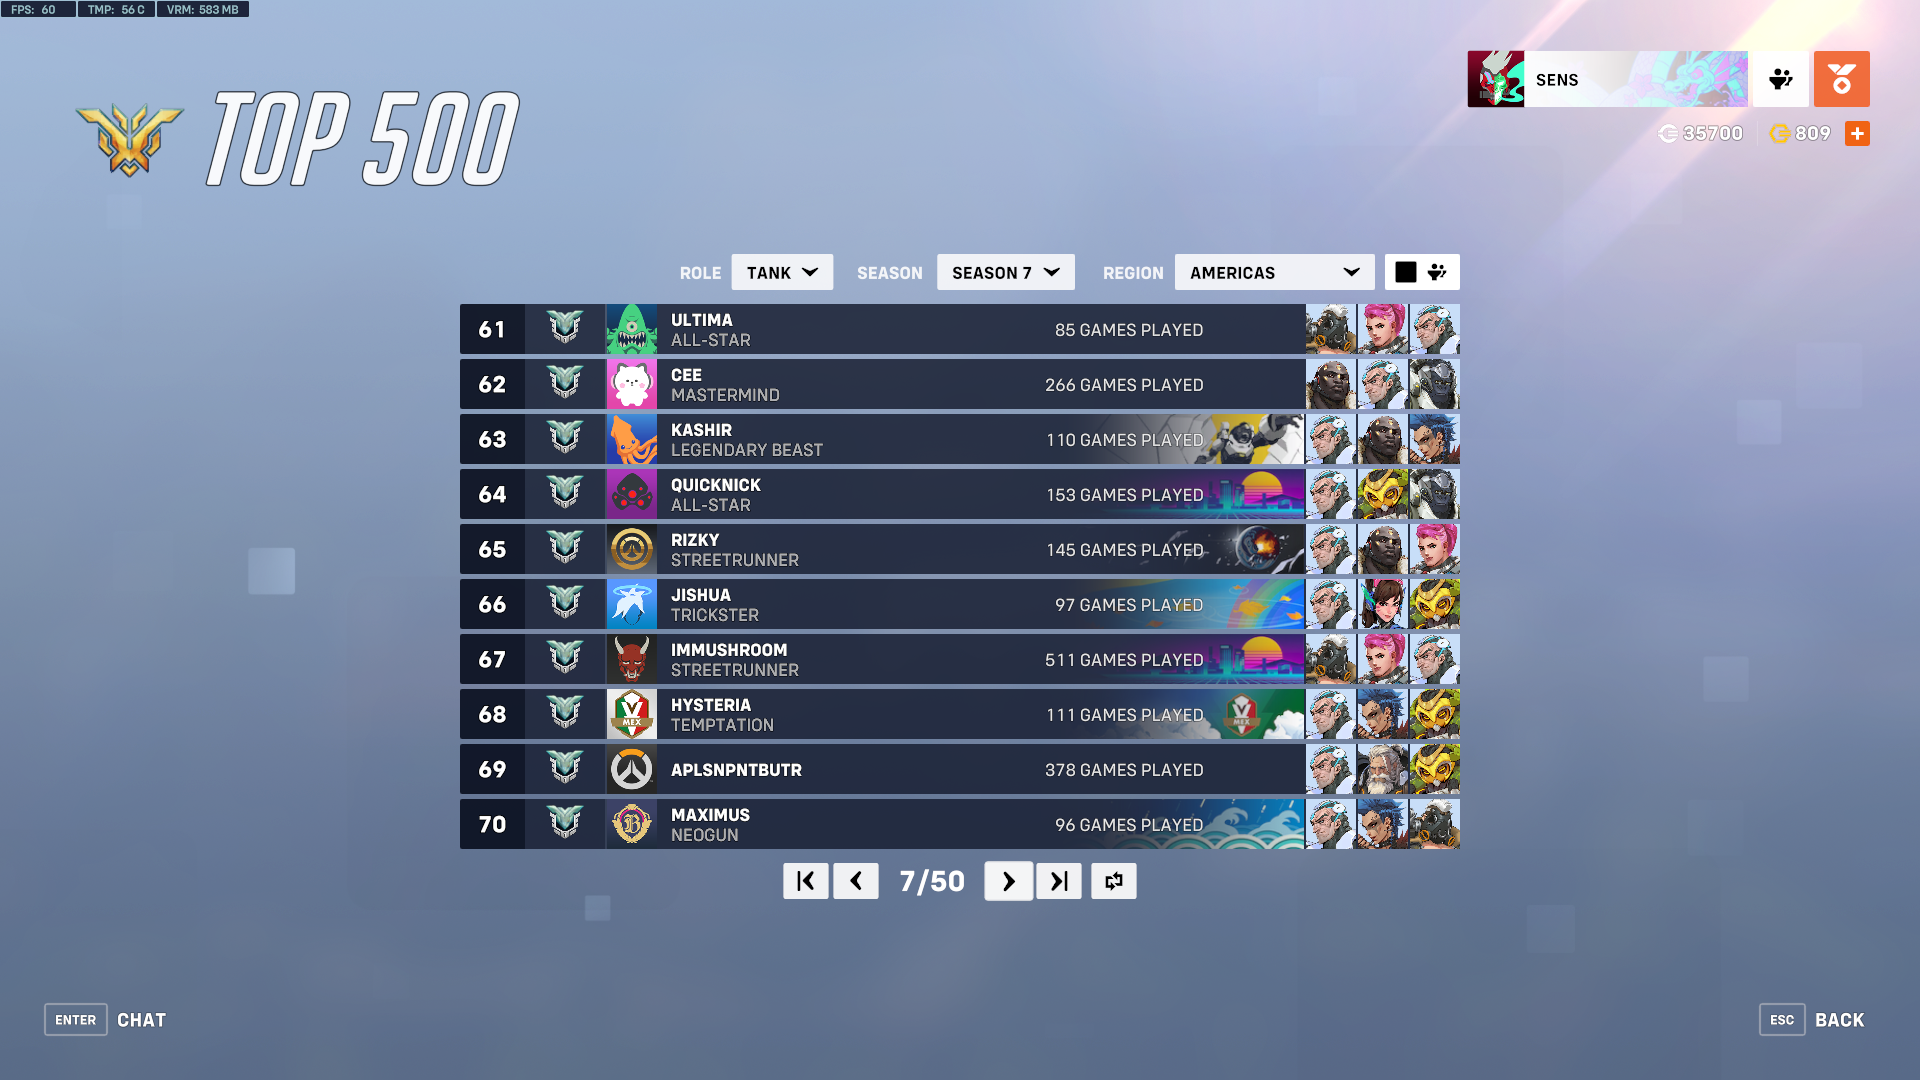 FPS: 60 TMP: 56 C VRM: 583 MB
TOP 500
SENS
35700 809
ROLE TANK SEASON SEASON 7 REGION AMERICAS
61 ULTIMA 85 GAMES PLAYED
ALL-STAR
62 CEE 266 GAMES PLAYED
MASTERMIND
63 KASHIR 110 GAMES PLAYED
LEGENDARY BEAST
64 QUICKNICK 153 GAMES PLAYED
ALL-STAR
65 RIZKY 145 GAMES PLAYED
STREETRUNNER
66 JISHUA 97 GAMES PLAYED
TRICKSTER
67 IMMUSHROOM 511 GAMES PLAYED
STREETRUNNER
68 MEX HYSTERIA 111 GAMES PLAYED MEX
TEMPTATION
69 APLSNPNTBUTR 378 GAMES PLAYED
70 B MAXIMUS 96 GAMES PLAYED
NEOGUN
7/50
ENTER CHAT
ESC BACK